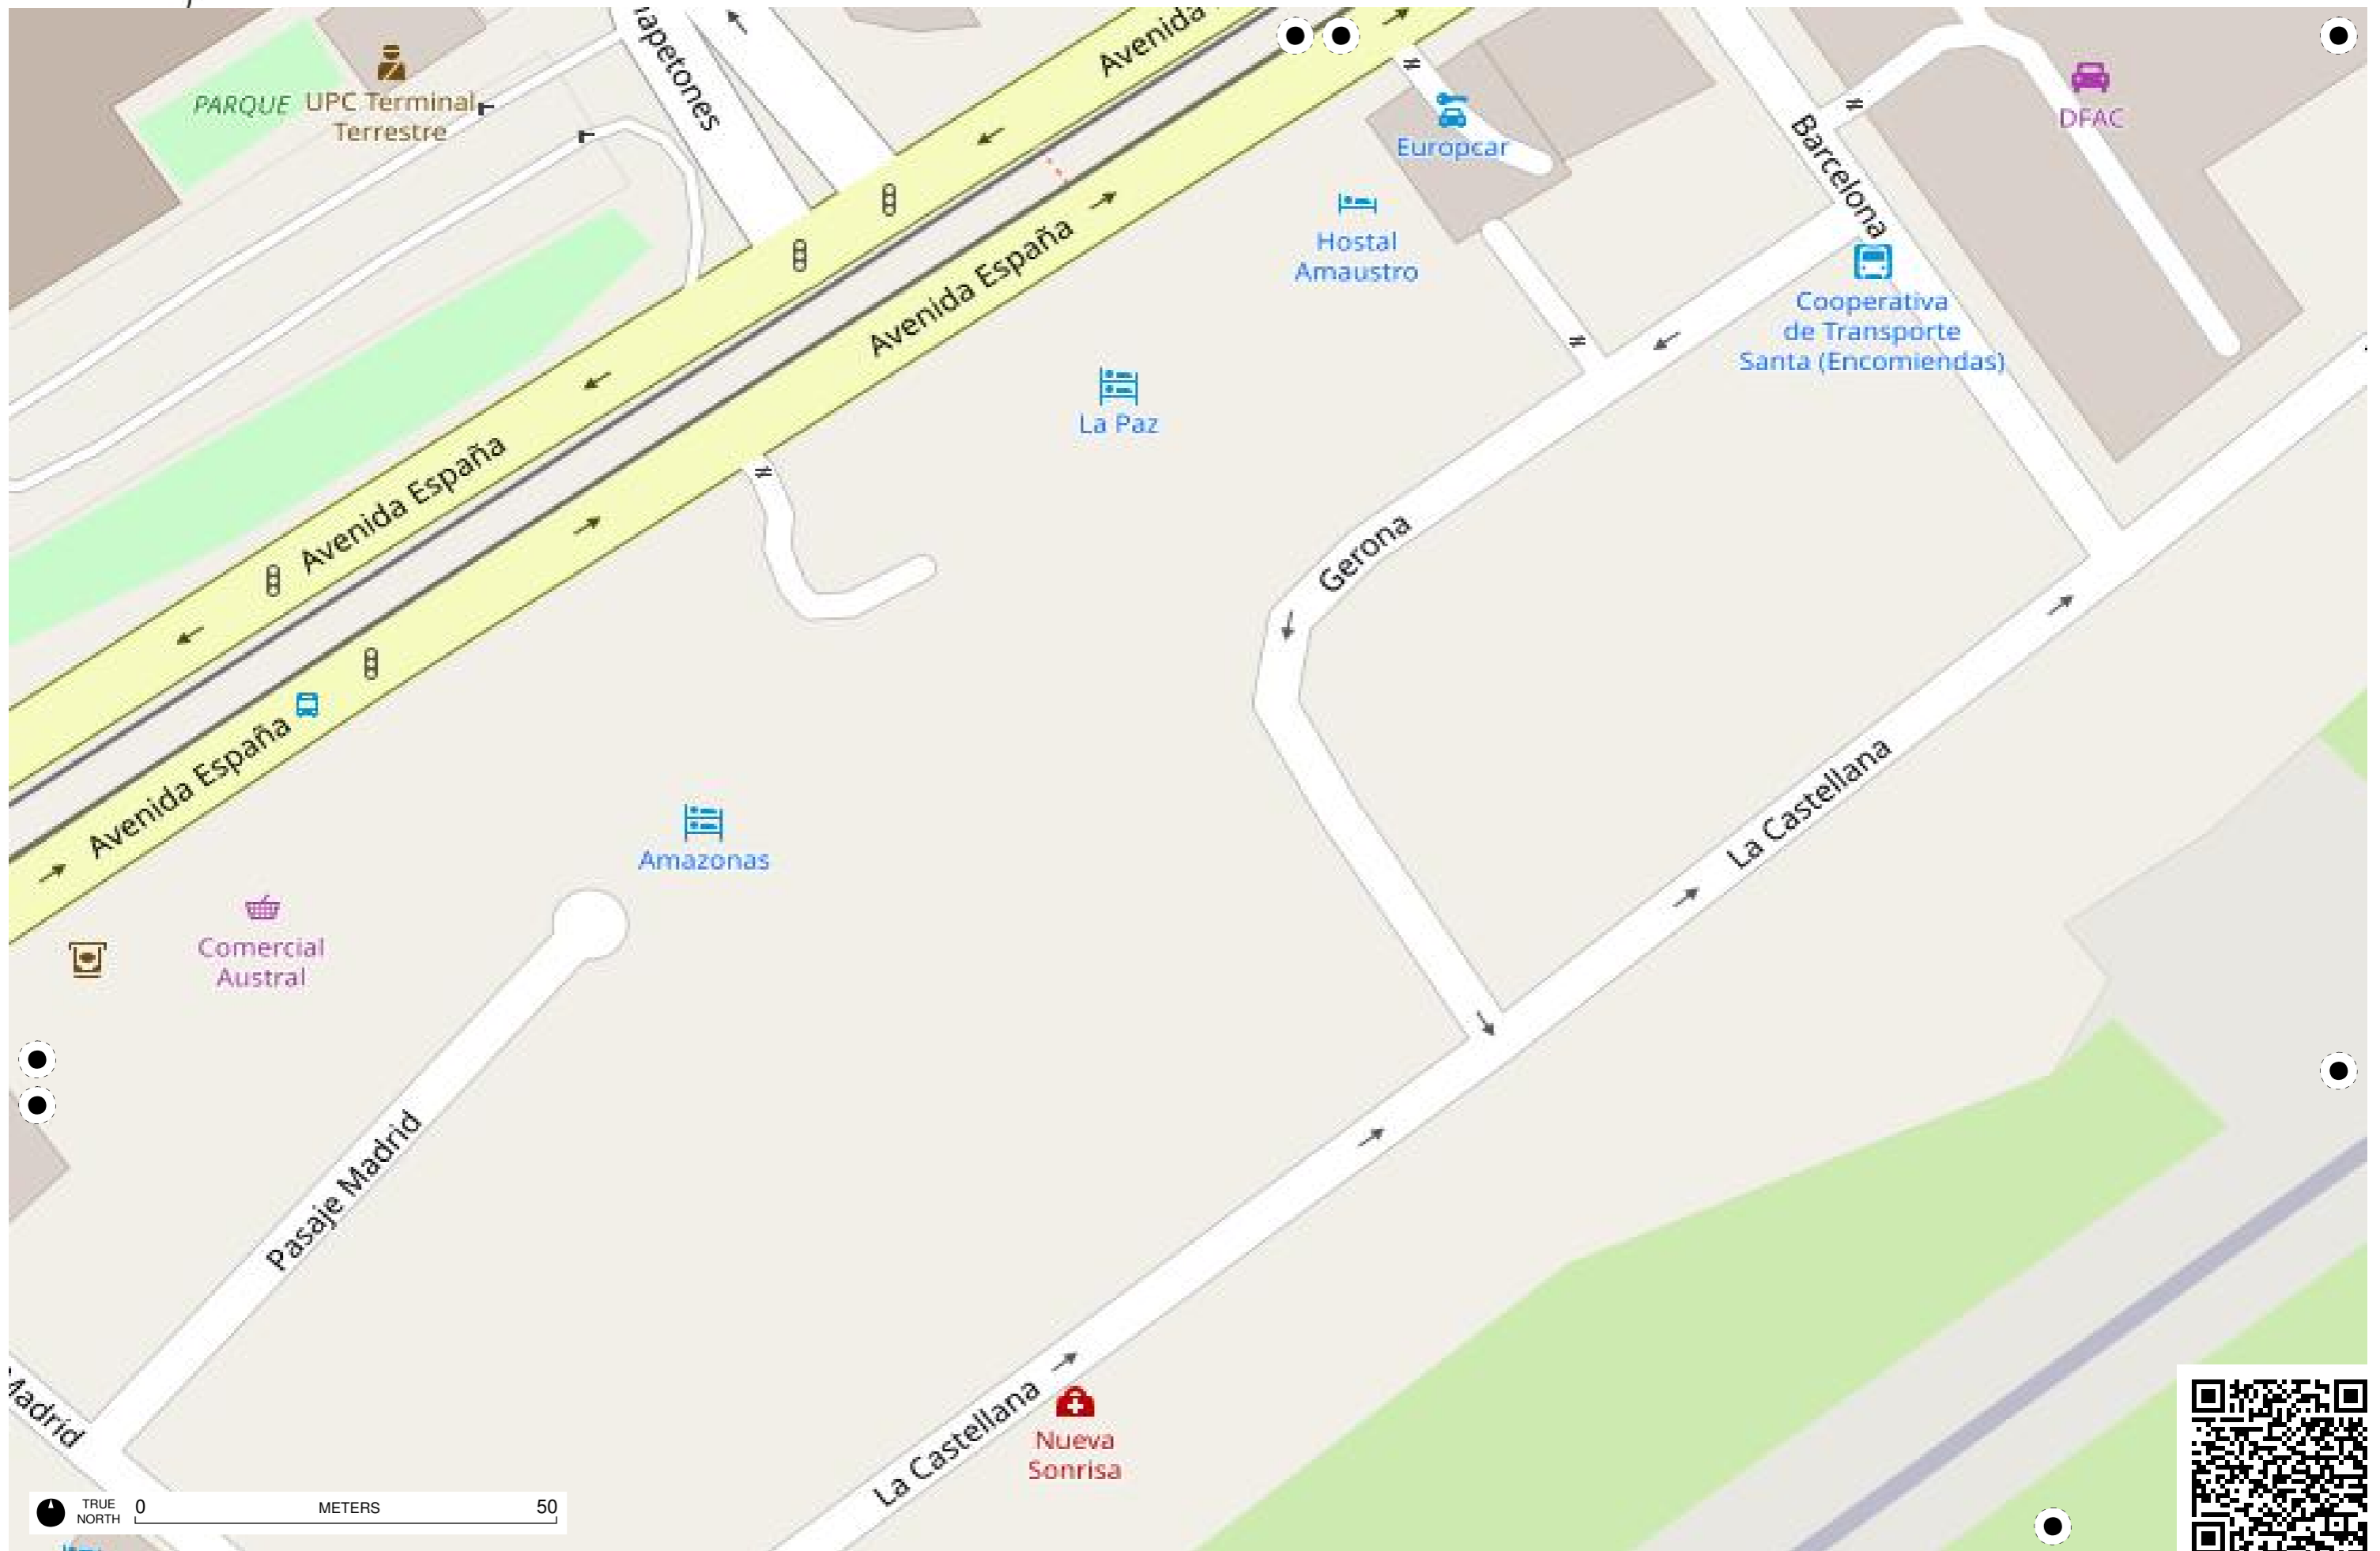 Avenida
apetones
PARQUE
UPC Terminal
Terrestre
DFAC
Europcar
Barcelona
Hostal
Amaustro
Avenida España
Cooperativa
de Transporte
Santa (Encomiendas)
La Paz
Avenida España
Gerona
Avenida España
La Castellana
Amazonas
Comercial
Austral
Pasaje Madrid
Madrid
La Castellana
Nueva
Sonrisa
TRUE
NORTH
0
METERS
50